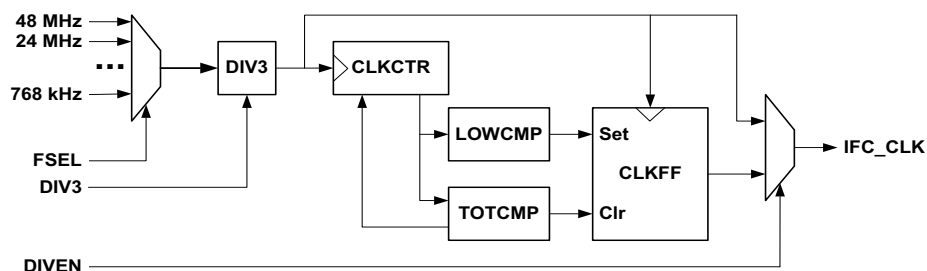 48 MHz
24 MHz
...
768 kHz
DIV3
CLKCTR
LOWCMP
Set
CLKFF
IFC_CLK
FSEL
DIV3
TOTCMP
Clr
DIVEN